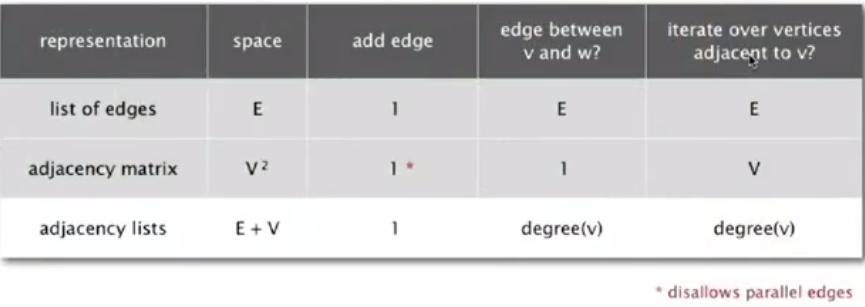 representation space add edge edge between v and w? iterate over vertices adjacent to v?
list of edges E 1 E E
adjacency matrix V² 1 * 1 V
adjacency lists E + V 1 degree(v) degree(v)
* disallows parallel edges